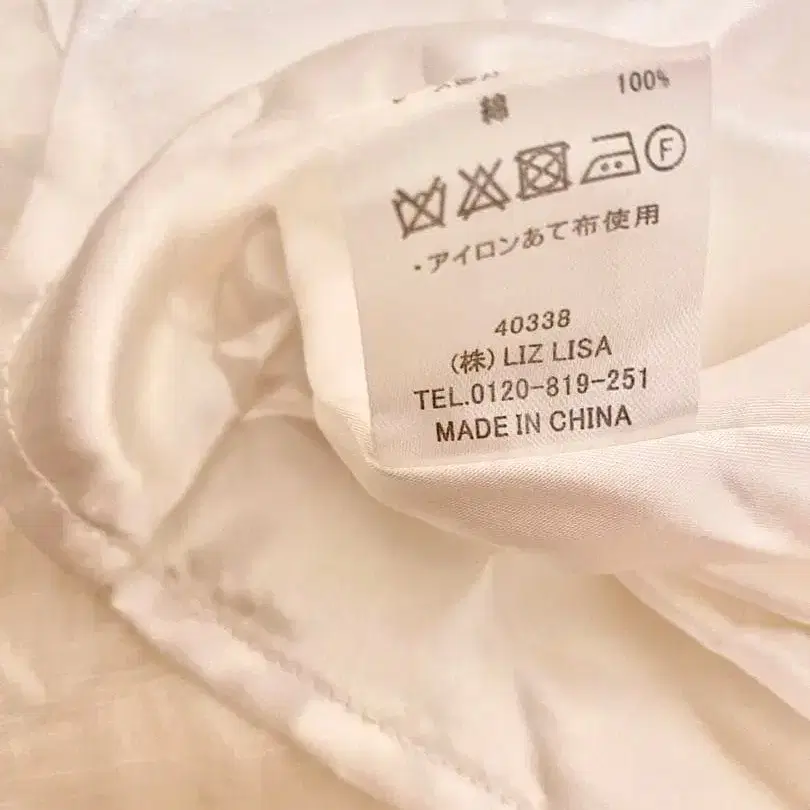 綿 100%
F
・アイロンあて布使用
40338
(株) LIZ LISA
TEL.0120-819-251
MADE IN CHINA